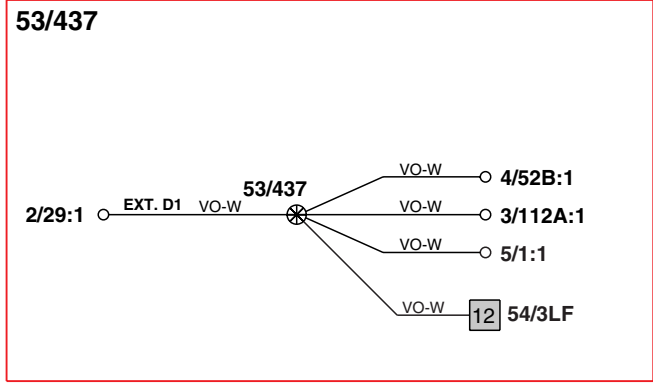 53/437
VO-W
4/52B:1
53/437
2/29:1
EXT. D1
VO-W
VO-W
3/112A:1
VO-W
5/1:1
VO-W
12
54/3LF